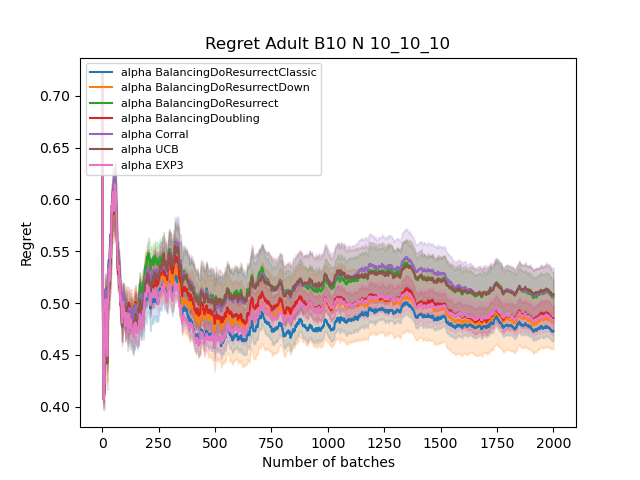 Regret Adult B10 N 10_10_10
alpha BalancingDoResurrectClassic
alpha BalancingDoResurrectDown
alpha BalancingDoResurrect
alpha BalancingDoubling
alpha Corral
alpha UCB
alpha EXP3
Regret
0.70
0.65
0.60
0.55
0.50
0.45
0.40
0 250 500 750 1000 1250 1500 1750 2000
Number of batches